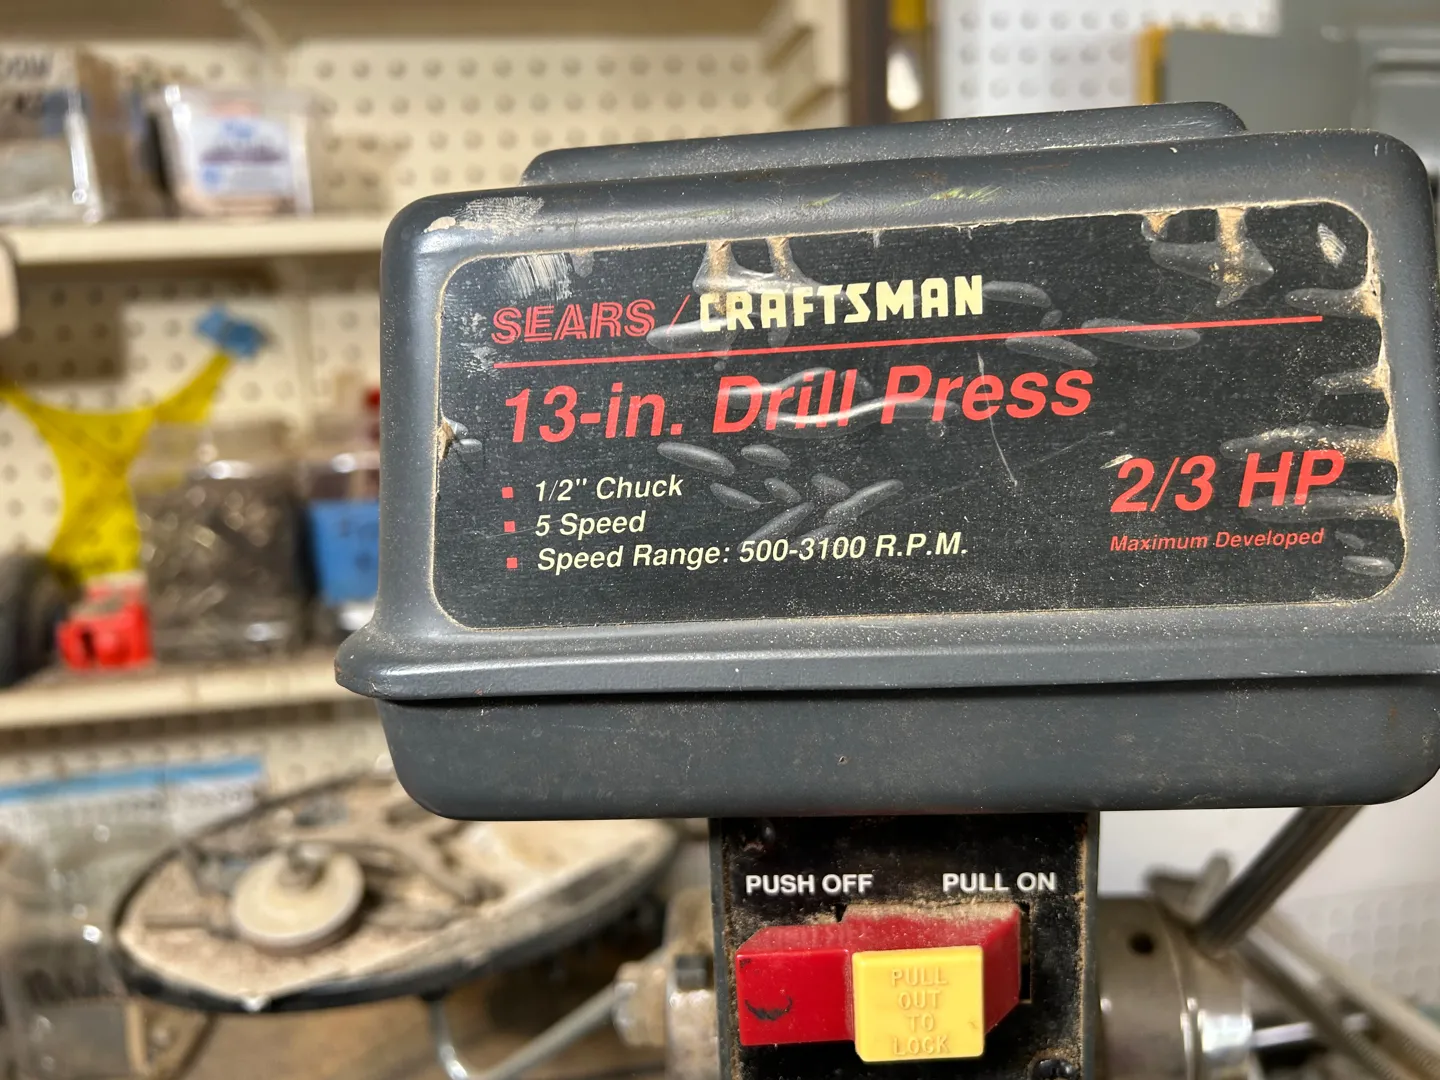 SEARS / CRAFTSMAN
13-in. Drill Press
1/2" Chuck
5 Speed
Speed Range: 500-3100 R.P.M.
2/3 HP
Maximum Developed
PUSH OFF
PULL ON
PULL
OUT
TO
LOCK